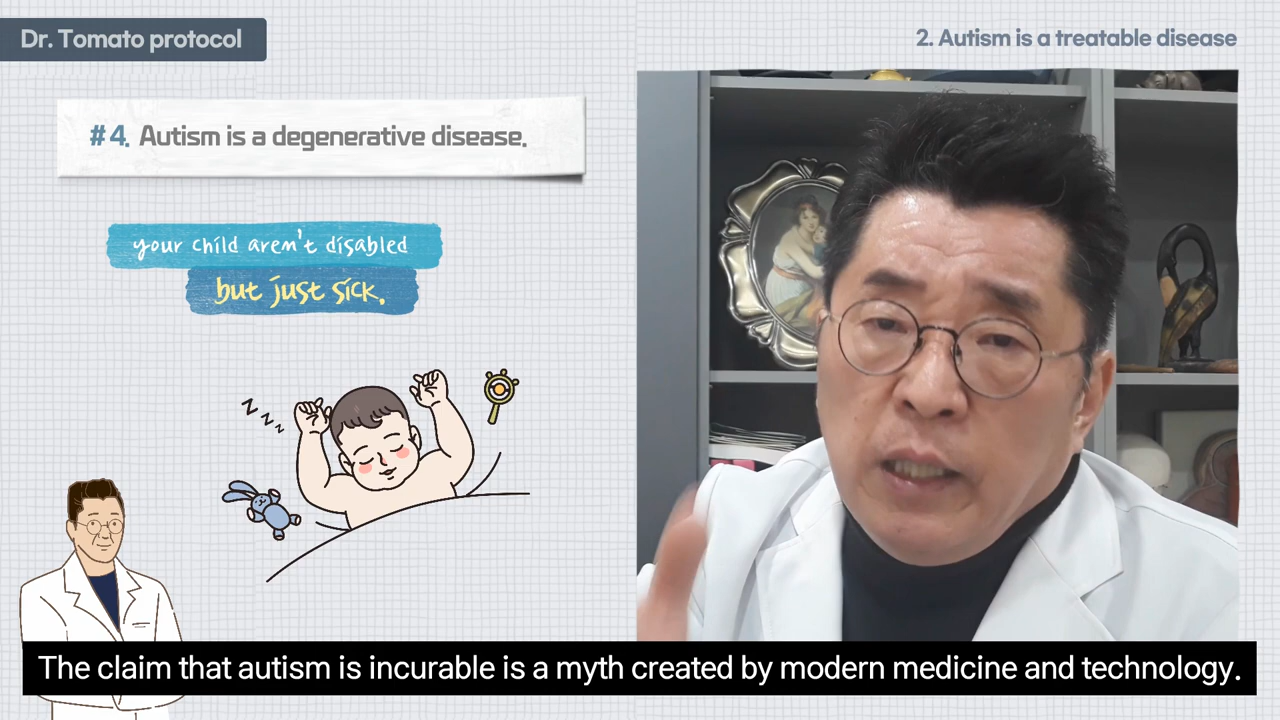 Dr. Tomato protocol
2. Autism is a treatable disease
#4. Autism is a degenerative disease.
your child aren't disabled
but just sick.
z z z z
The claim that autism is incurable is a myth created by modern medicine and technology.